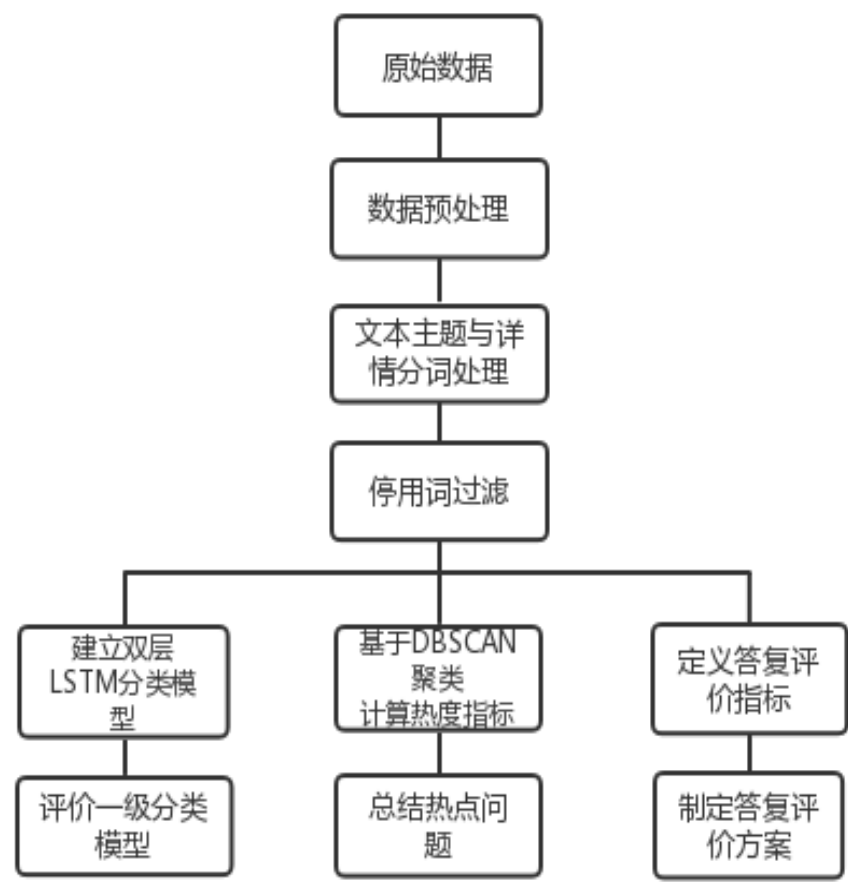 原始数据
数据预处理
文本主题与详
情分词处理
停用词过滤
建立双层
LSTM分类模
型
基于DBSCAN
聚类
计算热度指标
定义答复评
价指标
评价一级分类
模型
总结热点问
题
制定答复评
价方案